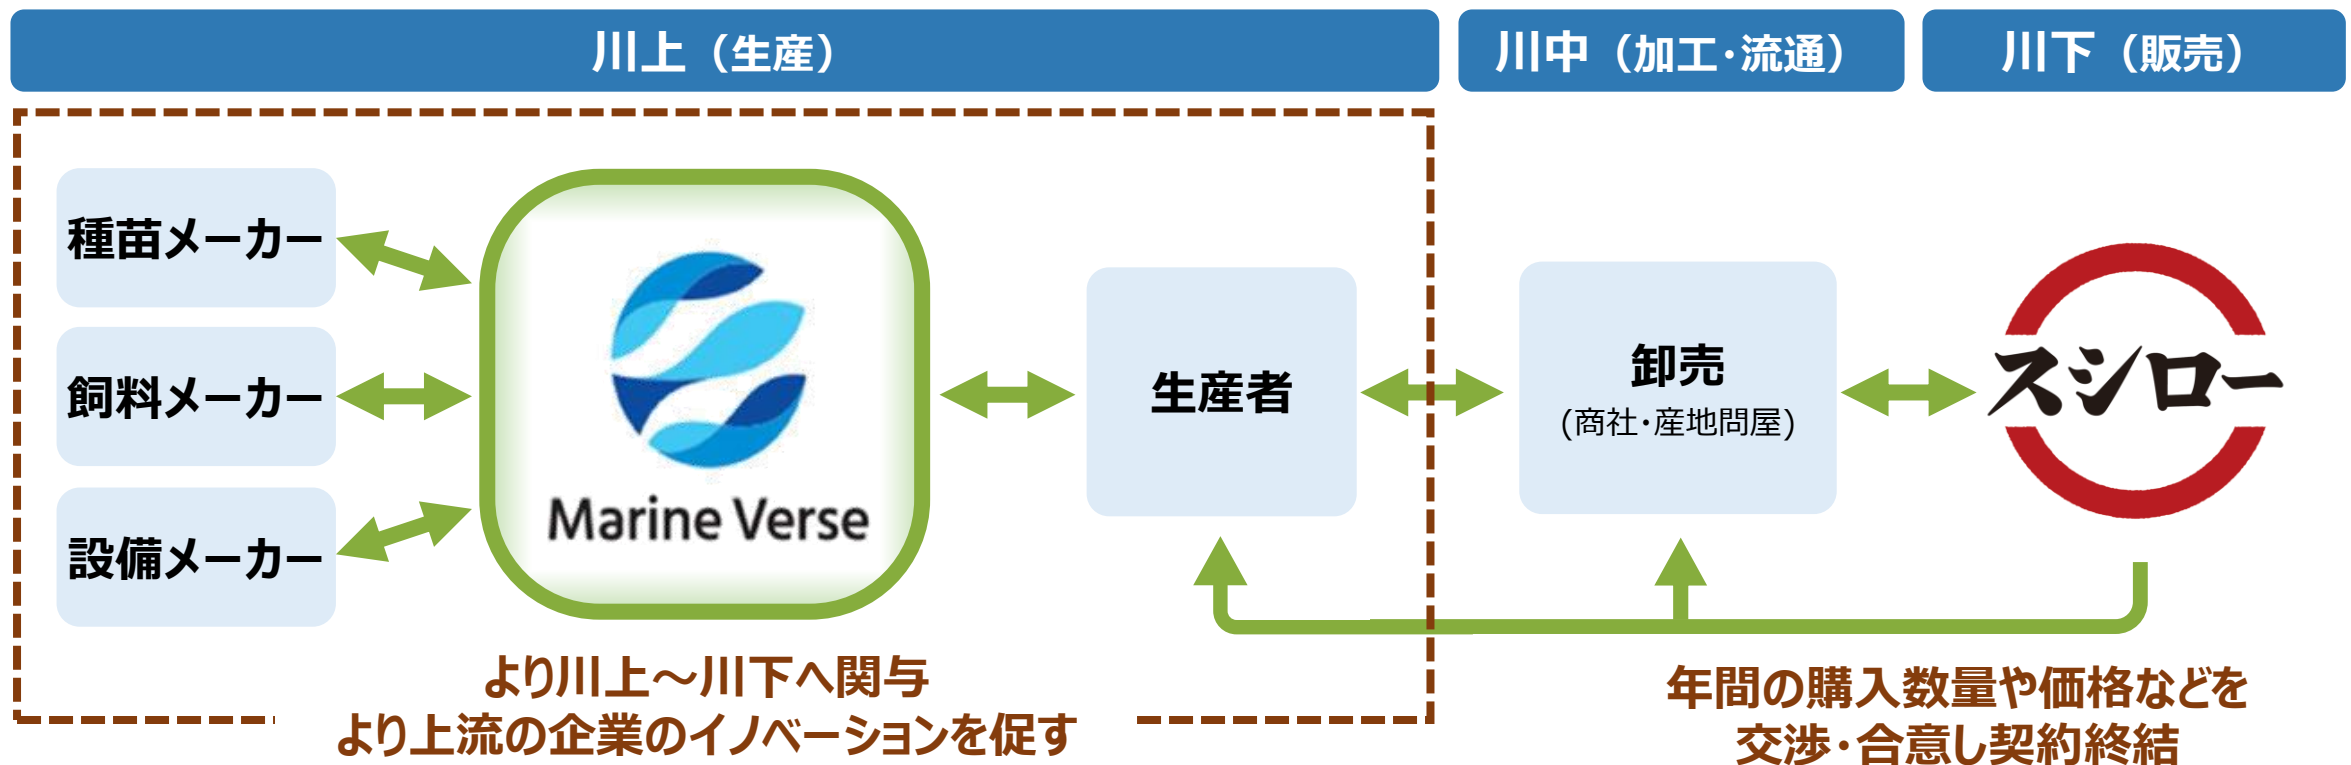 川上（生産）
川中（加工・流通）
川下（販売）
種苗メーカー
飼料メーカー
設備メーカー
Marine Verse
生産者
卸売
(商社・産地問屋)
スシロー
より川上～川下へ関与
より上流の企業のイノベーションを促す
年間の購入数量や価格などを
交渉・合意し契約終結